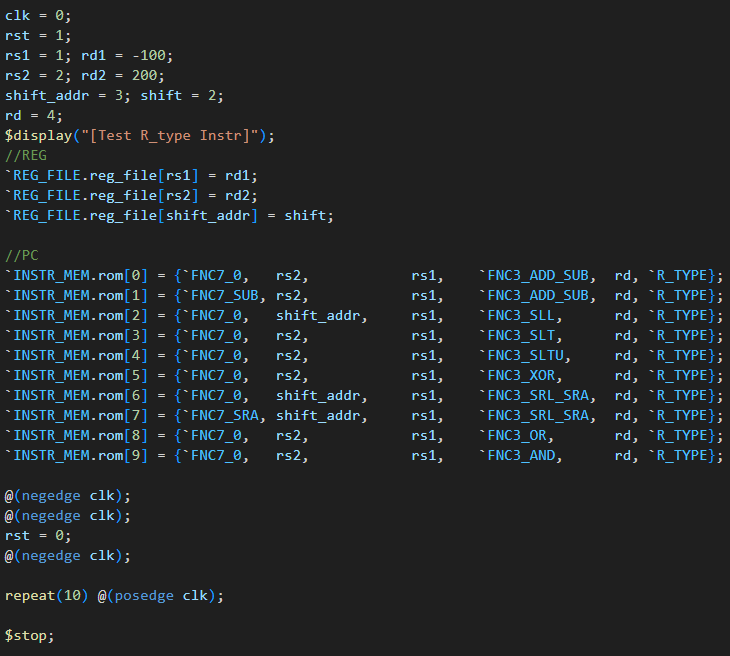 clk = 0;
rst = 1;
rs1 = 1; rd1 = -100;
rs2 = 2; rd2 = 200;
shift_addr = 3; shift = 2;
rd = 4;
$display("[Test R_type Instr]");
//REG
`REG_FILE.reg_file[rs1] = rd1;
`REG_FILE.reg_file[rs2] = rd2;
`REG_FILE.reg_file[shift_addr] = shift;
//PC
`INSTR_MEM.rom[0] = {`FNC7_0,   rs2,            rs1,    `FNC3_ADD_SUB,  rd, `R_TYPE};
`INSTR_MEM.rom[1] = {`FNC7_SUB, rs2,            rs1,    `FNC3_ADD_SUB,  rd, `R_TYPE};
`INSTR_MEM.rom[2] = {`FNC7_0,   shift_addr,     rs1,    `FNC3_SLL,      rd, `R_TYPE};
`INSTR_MEM.rom[3] = {`FNC7_0,   rs2,            rs1,    `FNC3_SLT,      rd, `R_TYPE};
`INSTR_MEM.rom[4] = {`FNC7_0,   rs2,            rs1,    `FNC3_SLTU,     rd, `R_TYPE};
`INSTR_MEM.rom[5] = {`FNC7_0,   rs2,            rs1,    `FNC3_XOR,      rd, `R_TYPE};
`INSTR_MEM.rom[6] = {`FNC7_0,   shift_addr,     rs1,    `FNC3_SRL_SRA,  rd, `R_TYPE};
`INSTR_MEM.rom[7] = {`FNC7_SRA, shift_addr,     rs1,    `FNC3_SRL_SRA,  rd, `R_TYPE};
`INSTR_MEM.rom[8] = {`FNC7_0,   rs2,            rs1,    `FNC3_OR,       rd, `R_TYPE};
`INSTR_MEM.rom[9] = {`FNC7_0,   rs2,            rs1,    `FNC3_AND,      rd, `R_TYPE};
@(negedge clk);
@(negedge clk);
rst = 0;
@(negedge clk);
repeat(10) @(posedge clk);
$stop;